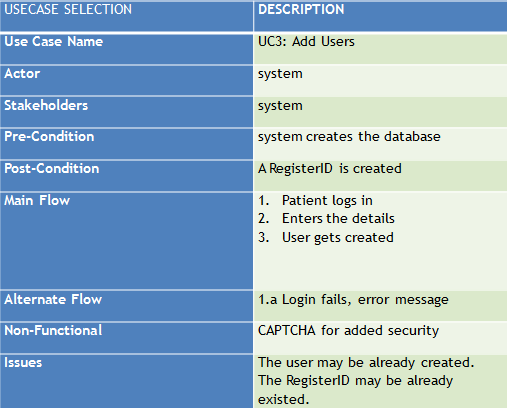 USECASE SELECTION DESCRIPTION
Use Case Name UC3: Add Users
Actor system
Stakeholders system
Pre-Condition system creates the database
Post-Condition A RegisterID is created
Main Flow 1. Patient logs in
2. Enters the details
3. User gets created
Alternate Flow 1.a Login fails, error message
Non-Functional CAPTCHA for added security
Issues The user may be already created.
The RegisterID may be already
existed.